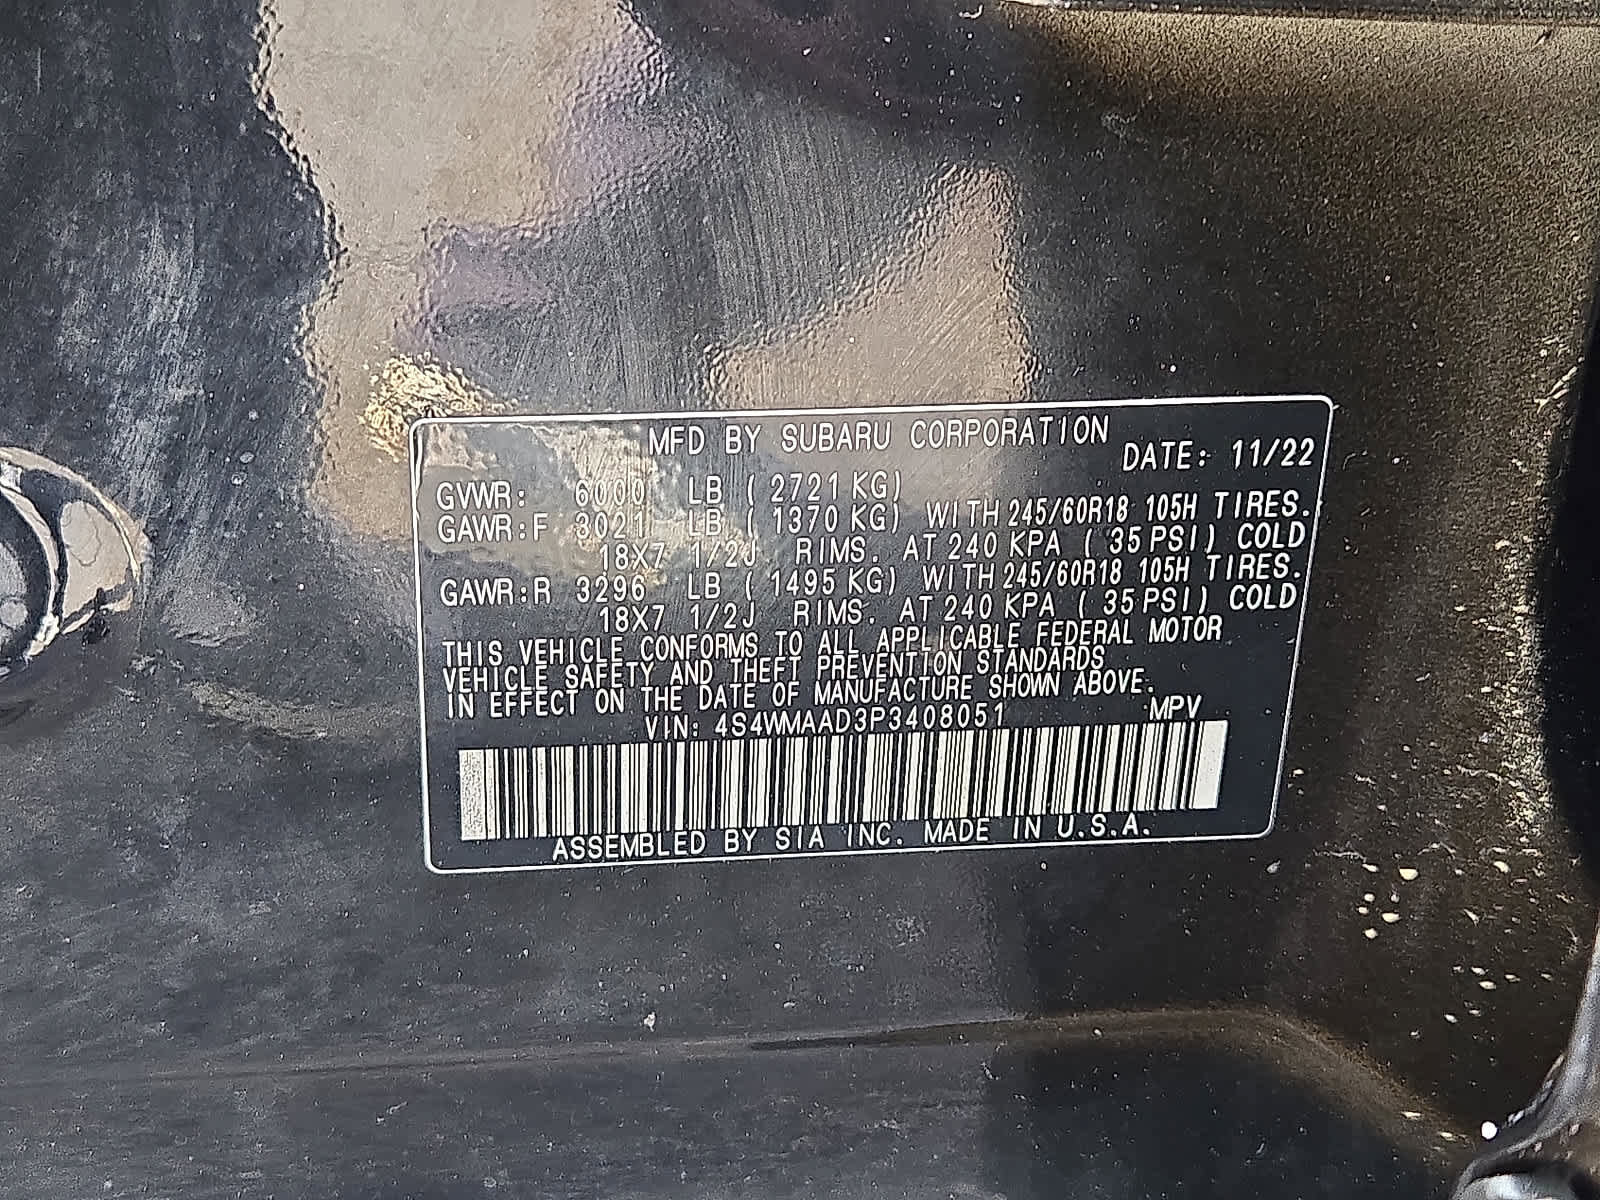 MFD BY SUBARU CORPORATION
DATE: 11/22
GVWR: 6000 LB ( 2721 KG)
GAWR:F 3021 LB ( 1370 KG) WITH 245/60R18 105H TIRES.
18X7 1/2J RIMS. AT 240 KPA ( 35 PSI) COLD
GAWR:R 3296 LB ( 1495 KG) WITH 245/60R18 105H TIRES.
18X7 1/2J RIMS. AT 240 KPA ( 35 PSI) COLD
THIS VEHICLE CONFORMS TO ALL APPLICABLE FEDERAL MOTOR
VEHICLE SAFETY AND THEFT PREVENTION STANDARDS
IN EFFECT ON THE DATE OF MANUFACTURE SHOWN ABOVE.
VIN: 4S4WMAAD3P3408051 MPV
ASSEMBLED BY SIA INC. MADE IN U.S.A.